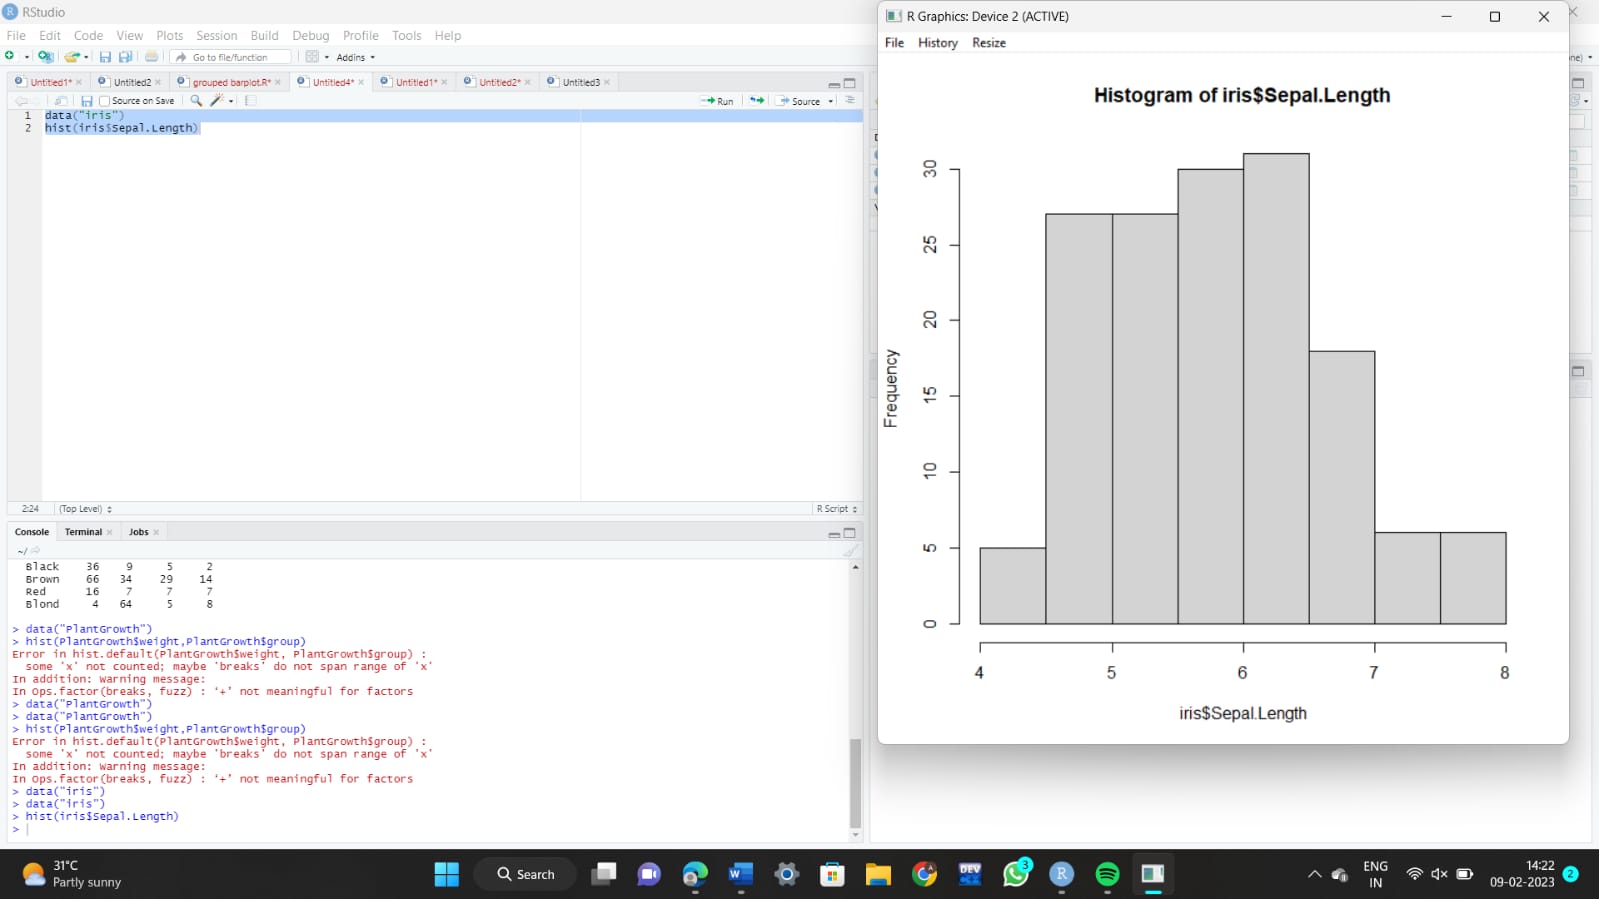 RStudio
File Edit Code View Plots Session Build Debug Profile Tools Help
Go to file/function Addins
Untitled1* Untitled2 grouped barplot.R* Untitled4* Untitled1* Untitled2* Untitled3
Source on Save Run Source
1 data("iris")
2 hist(iris$Sepal.Length)
2:24 (Top Level) R Script
Console Terminal Jobs
~/
Black 36 9 5 2
Brown 66 34 29 14
Red 16 7 7 7
Blond 4 64 5 8
> data("PlantGrowth")
> hist(PlantGrowth$weight,PlantGrowth$group)
Error in hist.default(PlantGrowth$weight, PlantGrowth$group) :
some 'x' not counted; maybe 'breaks' do not span range of 'x'
In addition: Warning message:
In Ops.factor(breaks, fuzz) : ‘+’ not meaningful for factors
> data("PlantGrowth")
> data("PlantGrowth")
> hist(PlantGrowth$weight,PlantGrowth$group)
Error in hist.default(PlantGrowth$weight, PlantGrowth$group) :
some 'x' not counted; maybe 'breaks' do not span range of 'x'
In addition: Warning message:
In Ops.factor(breaks, fuzz) : ‘+’ not meaningful for factors
> data("iris")
> data("iris")
> hist(iris$Sepal.Length)
>
R Graphics: Device 2 (ACTIVE)
File History Resize
Histogram of iris$Sepal.Length
Frequency
30
25
20
15
10
5
0
4 5 6 7 8
iris$Sepal.Length
31°C
Partly sunny
Search
DEV
3
ENG
IN
14:22
09-02-2023
2